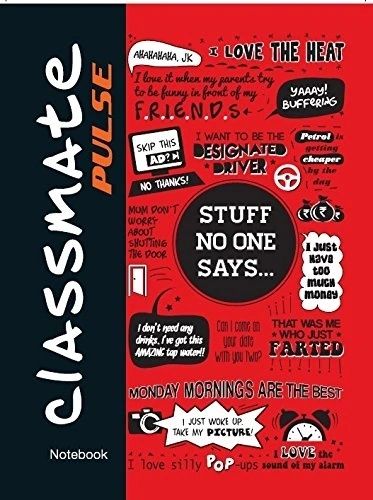 classmate
PULSE
Notebook
AHAHAHAHA, JK
I LOVE THE HEAT
I love it when my parents try
to be funny in front of my
F.R.I.E.N.D.S
YAAAY!
BUFFERING
SKIP THIS
AD?
NO THANKS!
I WANT TO BE THE
DESIGNATED
DRIVER
Petrol is
getting
cheaper
by the
day
MUM DON'T
WORRY
ABOUT
SHUTTING
THE DOOR
STUFF
NO ONE
SAYS...
I just
have
too
much
money
I don't need any
drinks, I've got this
AMAZING tap water!!
Can I come on
your date
with you two?
THAT WAS ME
WHO JUST
FARTED
MONDAY MORNINGS ARE THE BEST
I JUST WOKE UP,
TAKE MY PICTURE!
I love silly POP-ups
I LOVE the
sound of my alarm